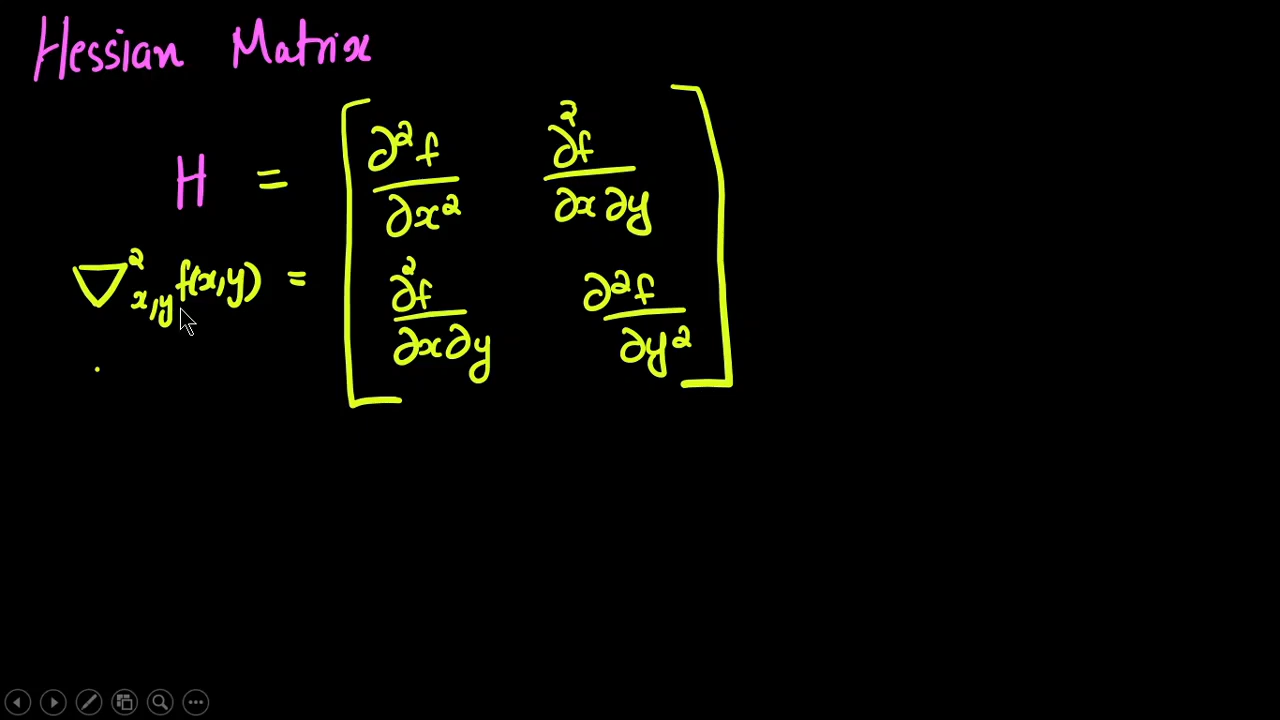 Hessian Matrix
H = [ ∂²f/∂x² ∂²f/∂x∂y
∇²x,y f(x,y) = ∂²f/∂x∂y ∂²f/∂y² ]